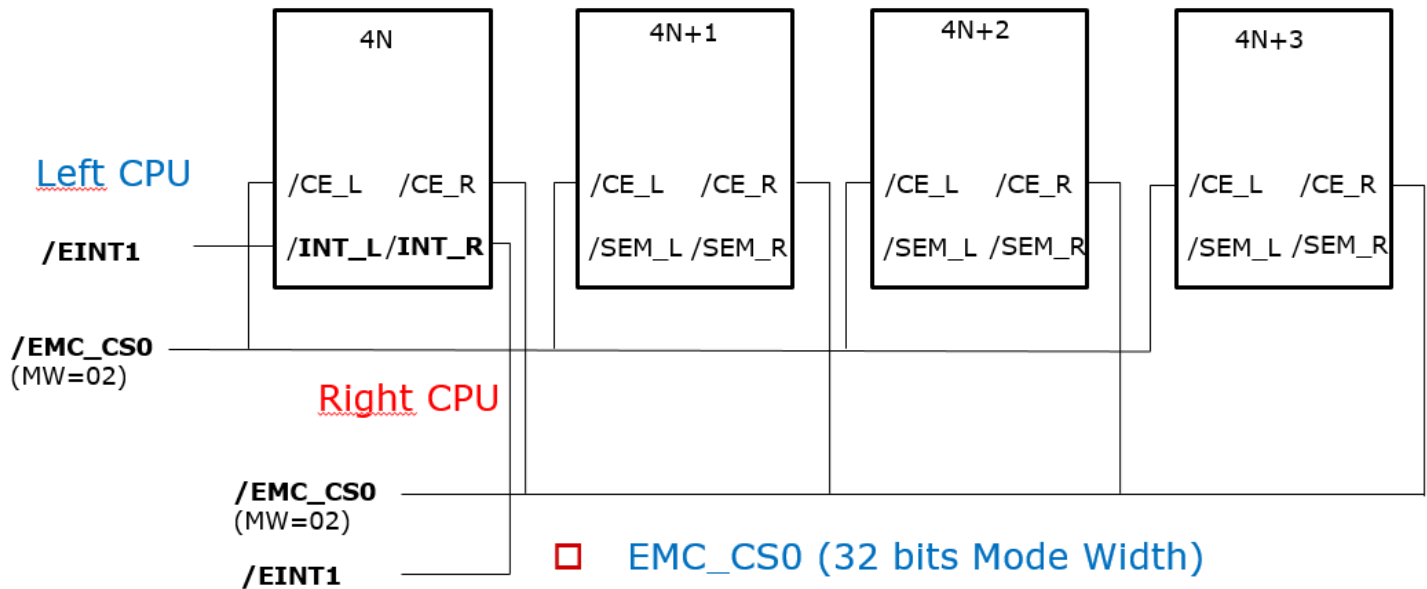 4N
4N+1
4N+2
4N+3
Left CPU
/CE_L /CE_R
/CE_L /CE_R
/CE_L /CE_R
/CE_L /CE_R
/EINT1
/INT_L /INT_R
/SEM_L /SEM_R
/SEM_L /SEM_R
/SEM_L /SEM_R
/EMC_CS0
(MW=02)
Right CPU
/EMC_CS0
(MW=02)
/EINT1
EMC_CS0 (32 bits Mode Width)